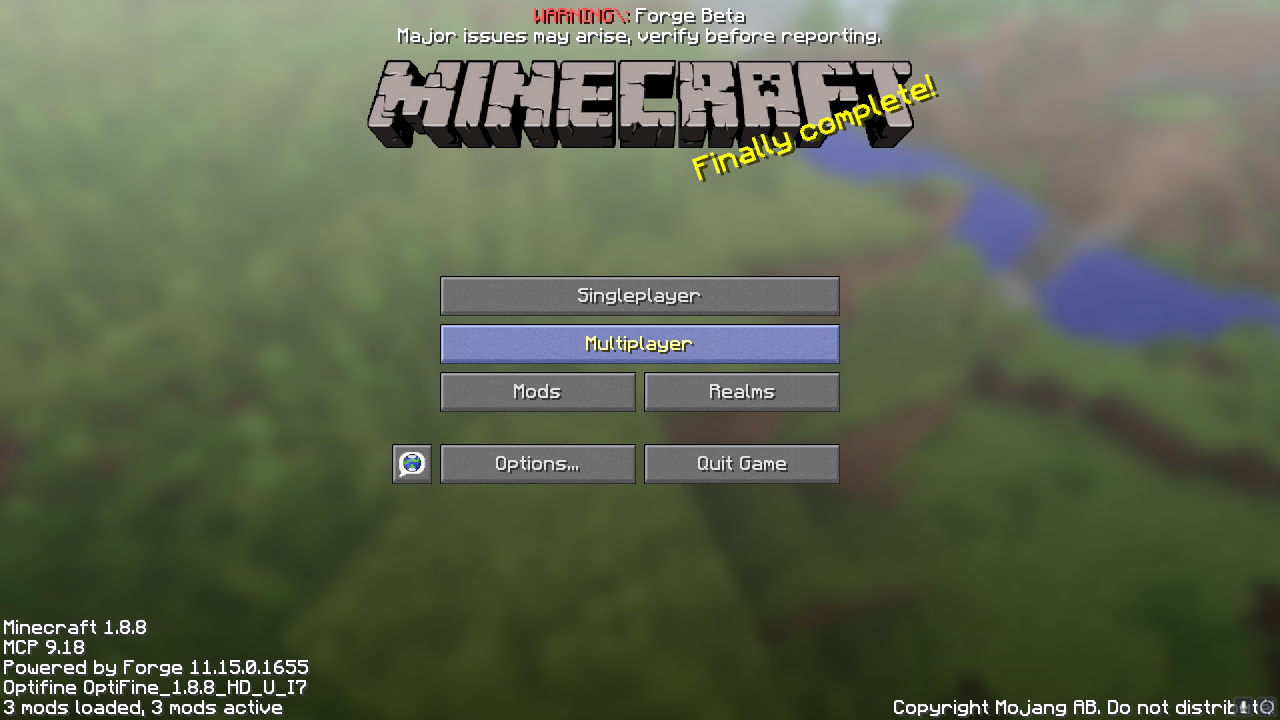 WARNING\: Forge Beta
Major issues may arise, verify before reporting.
MINECRAFT
Finally complete!
Singleplayer
Multiplayer
Mods Realms
Options... Quit Game
Minecraft 1.8.8
MCP 9.18
Powered by Forge 11.15.0.1655
Optifine OptiFine_1.8.8_HD_U_I7
3 mods loaded, 3 mods active
Copyright Mojang AB. Do not